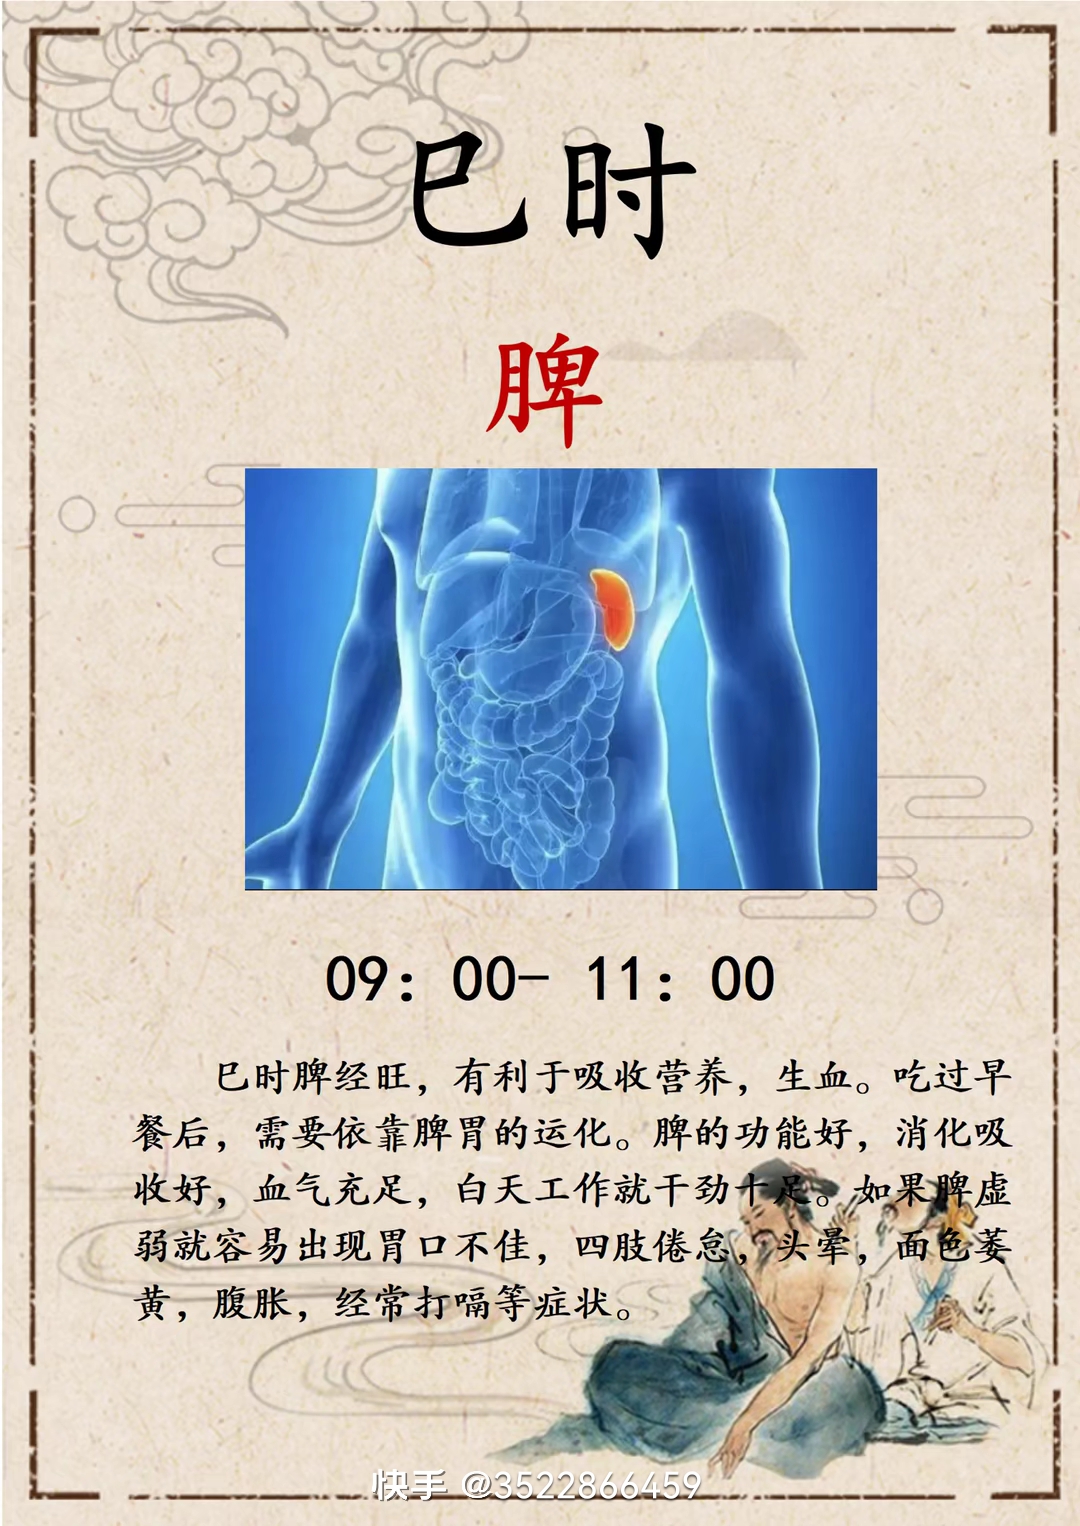 巳时
脾
09：00- 11：00
巳时脾经旺，有利于吸收营养，生血。吃过早
餐后，需要依靠脾胃的运化。脾的功能好，消化吸
收好，血气充足，白天工作就干劲十足。如果脾虚
弱就容易出现胃口不佳，四肢倦怠，头晕，面色萎
黄，腹胀，经常打嗝等症状。
快手 @3522866459